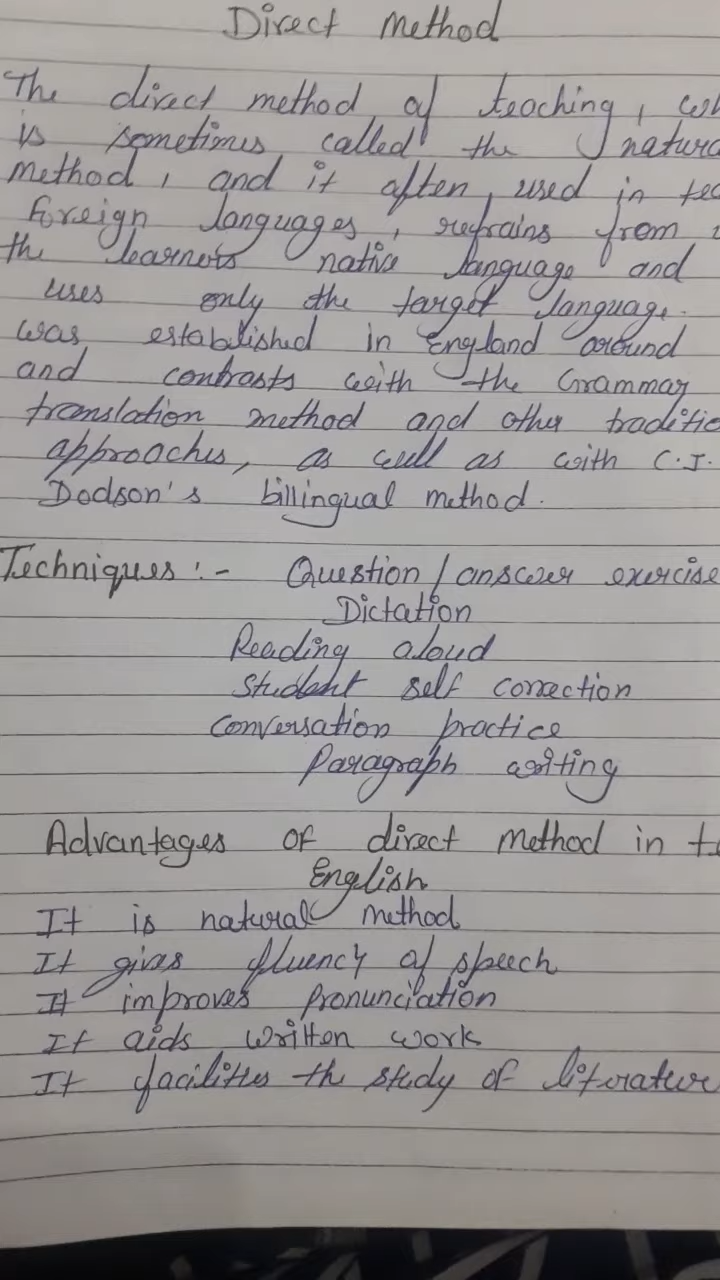 Direct Method
The direct method of teaching, wh
is sometimes called the natura
method, and it often used in tea
foreign languages, refrains from
the learners native language and
uses only the target language.
was established in England around
and contrasts with the Grammar
translation method and other traditio
approaches, as well as with C.J.
Dodson's billingual method.
Techniques :- Question / answer exercise
Dictation
Reading aloud
Student self correction
Conversation practice
Paragraph writing
Advantages of direct method in te
English
It is natural method
It gives fluency of speech
It improves pronunciation
It aids written work
It facilittes the study of literature